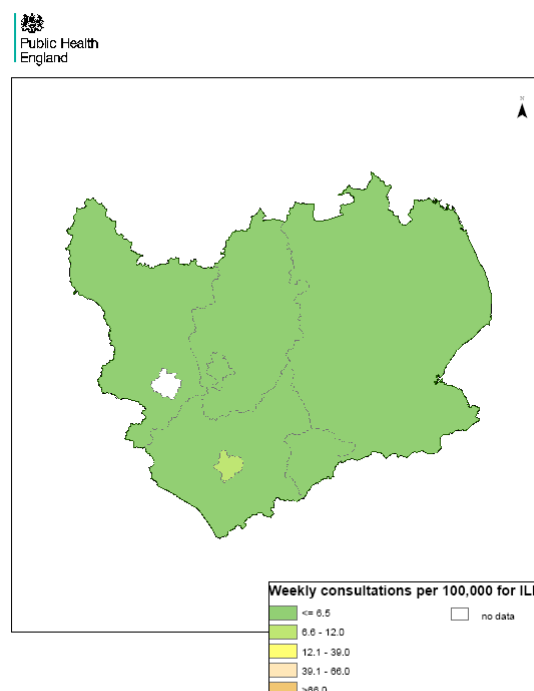 Public Health
England
N
Weekly consultations per 100,000 for ILI
<= 6.5
no data
6.6 - 12.0
12.1 - 39.0
39.1 - 66.0
>66.0